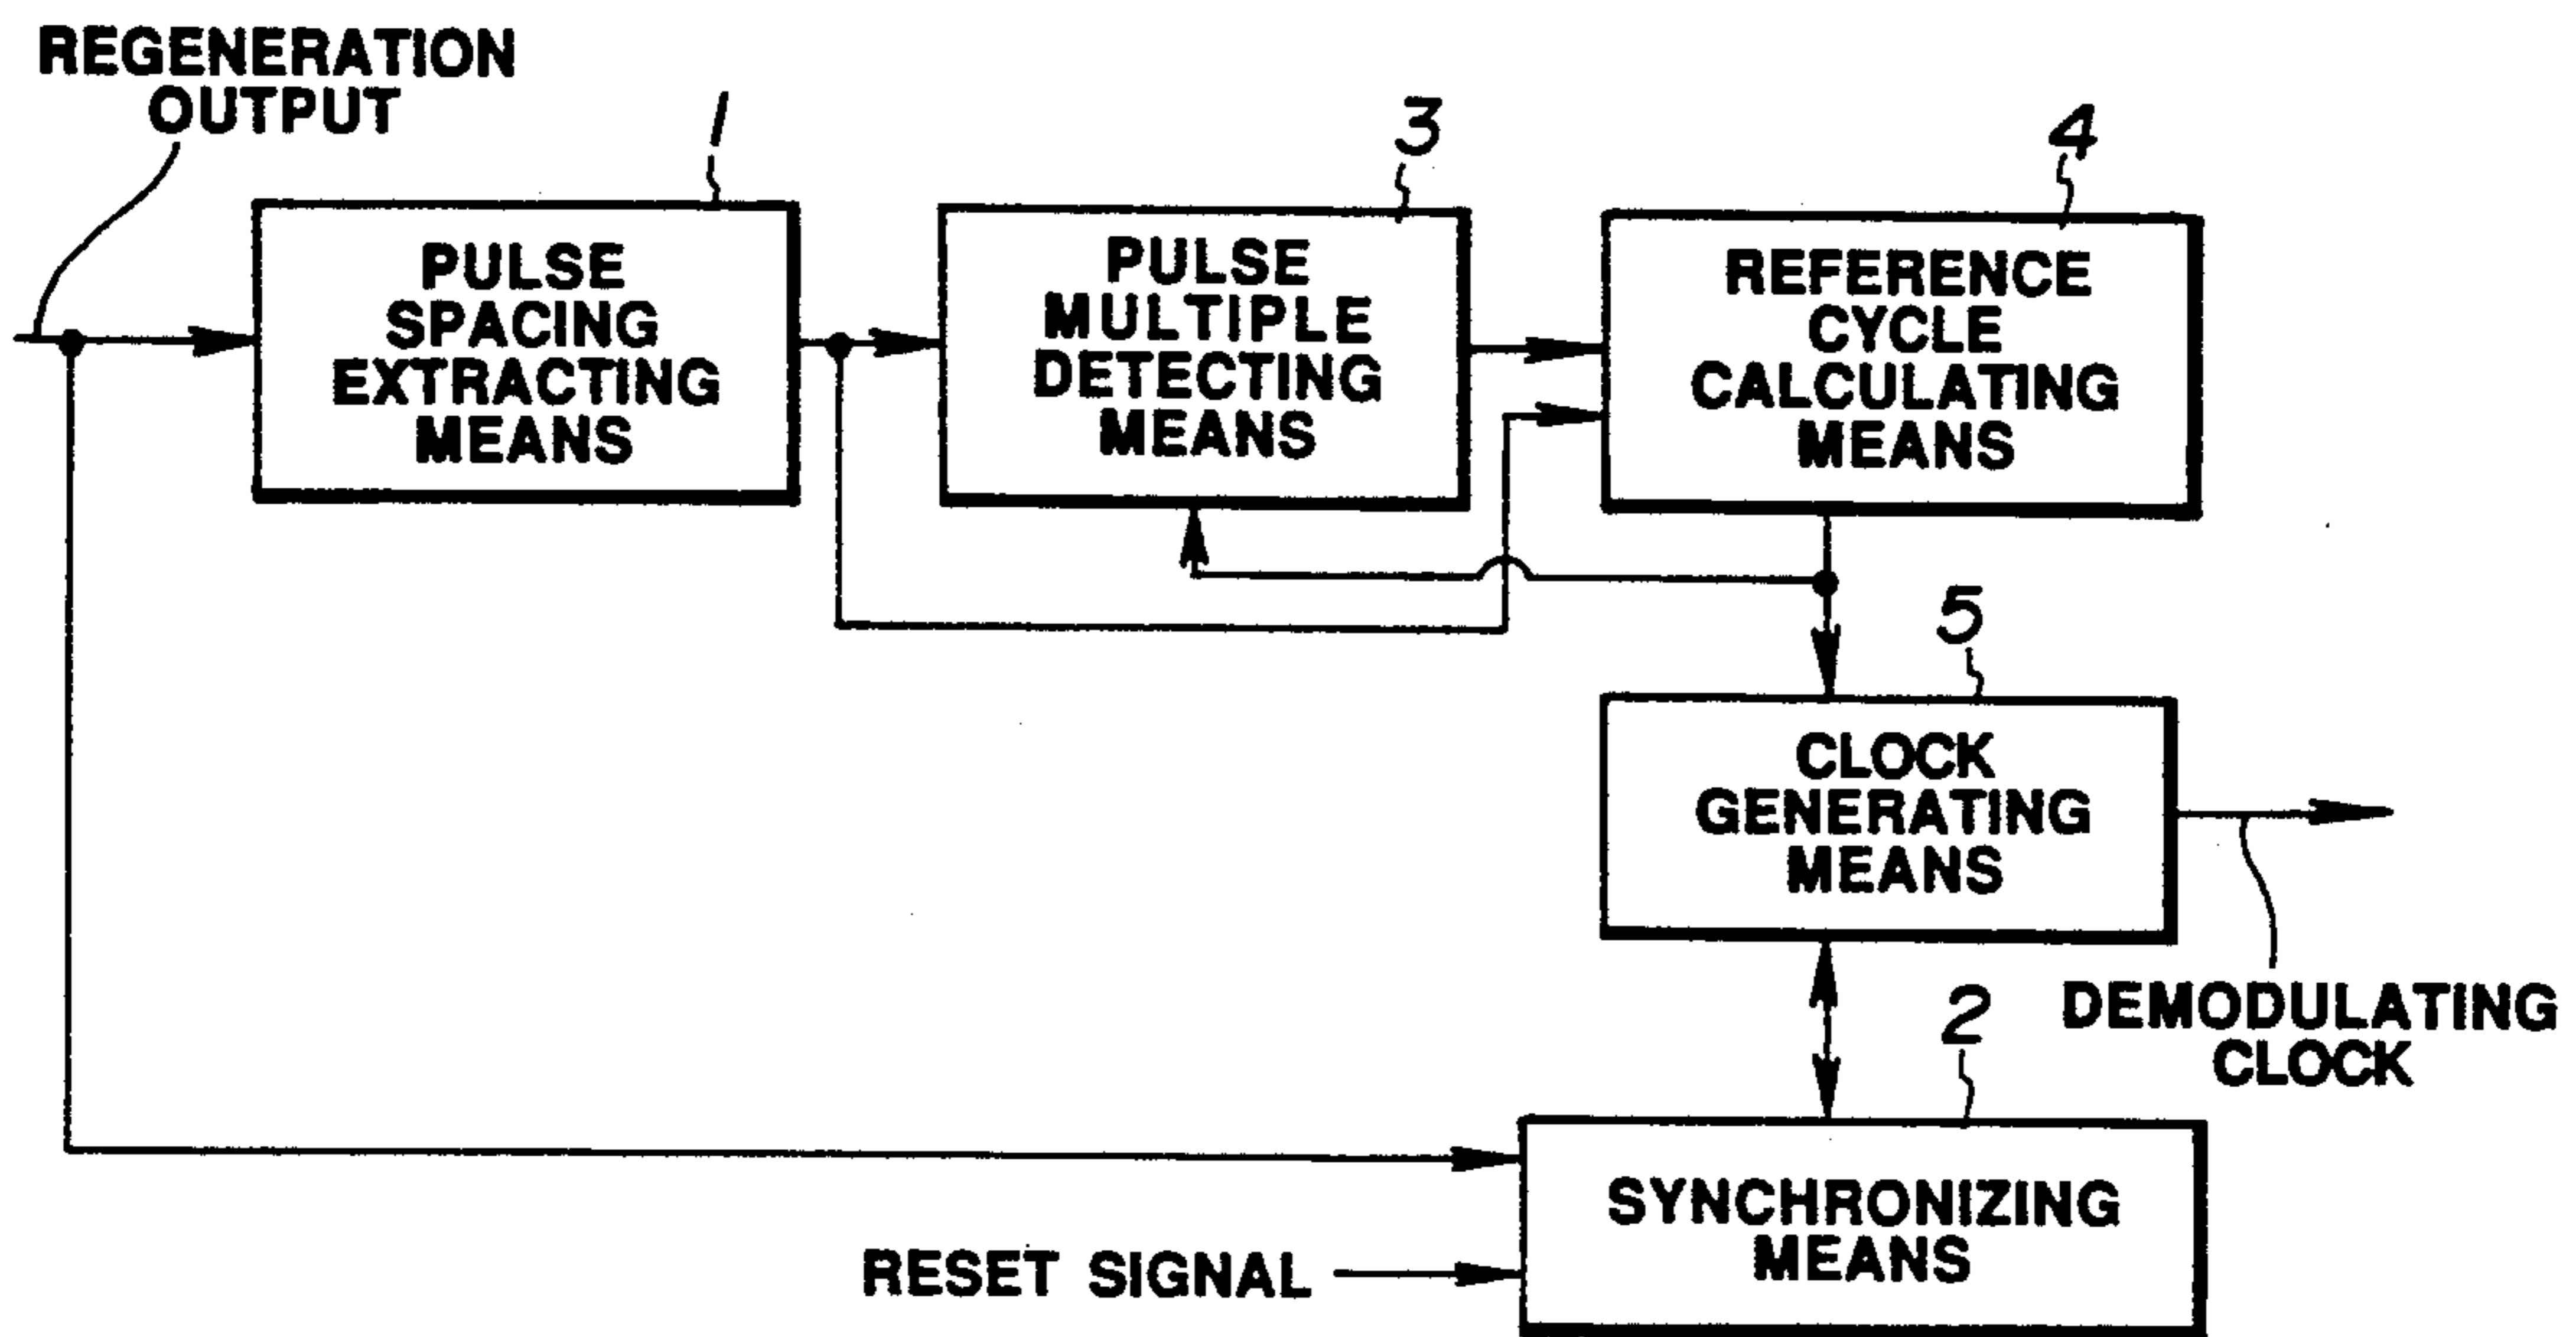 REGENERATION
OUTPUT
1
PULSE
SPACING
EXTRACTING
MEANS
3
PULSE
MULTIPLE
DETECTING
MEANS
4
REFERENCE
CYCLE
CALCULATING
MEANS
5
CLOCK
GENERATING
MEANS
DEMODULATING
CLOCK
2
SYNCHRONIZING
MEANS
RESET SIGNAL